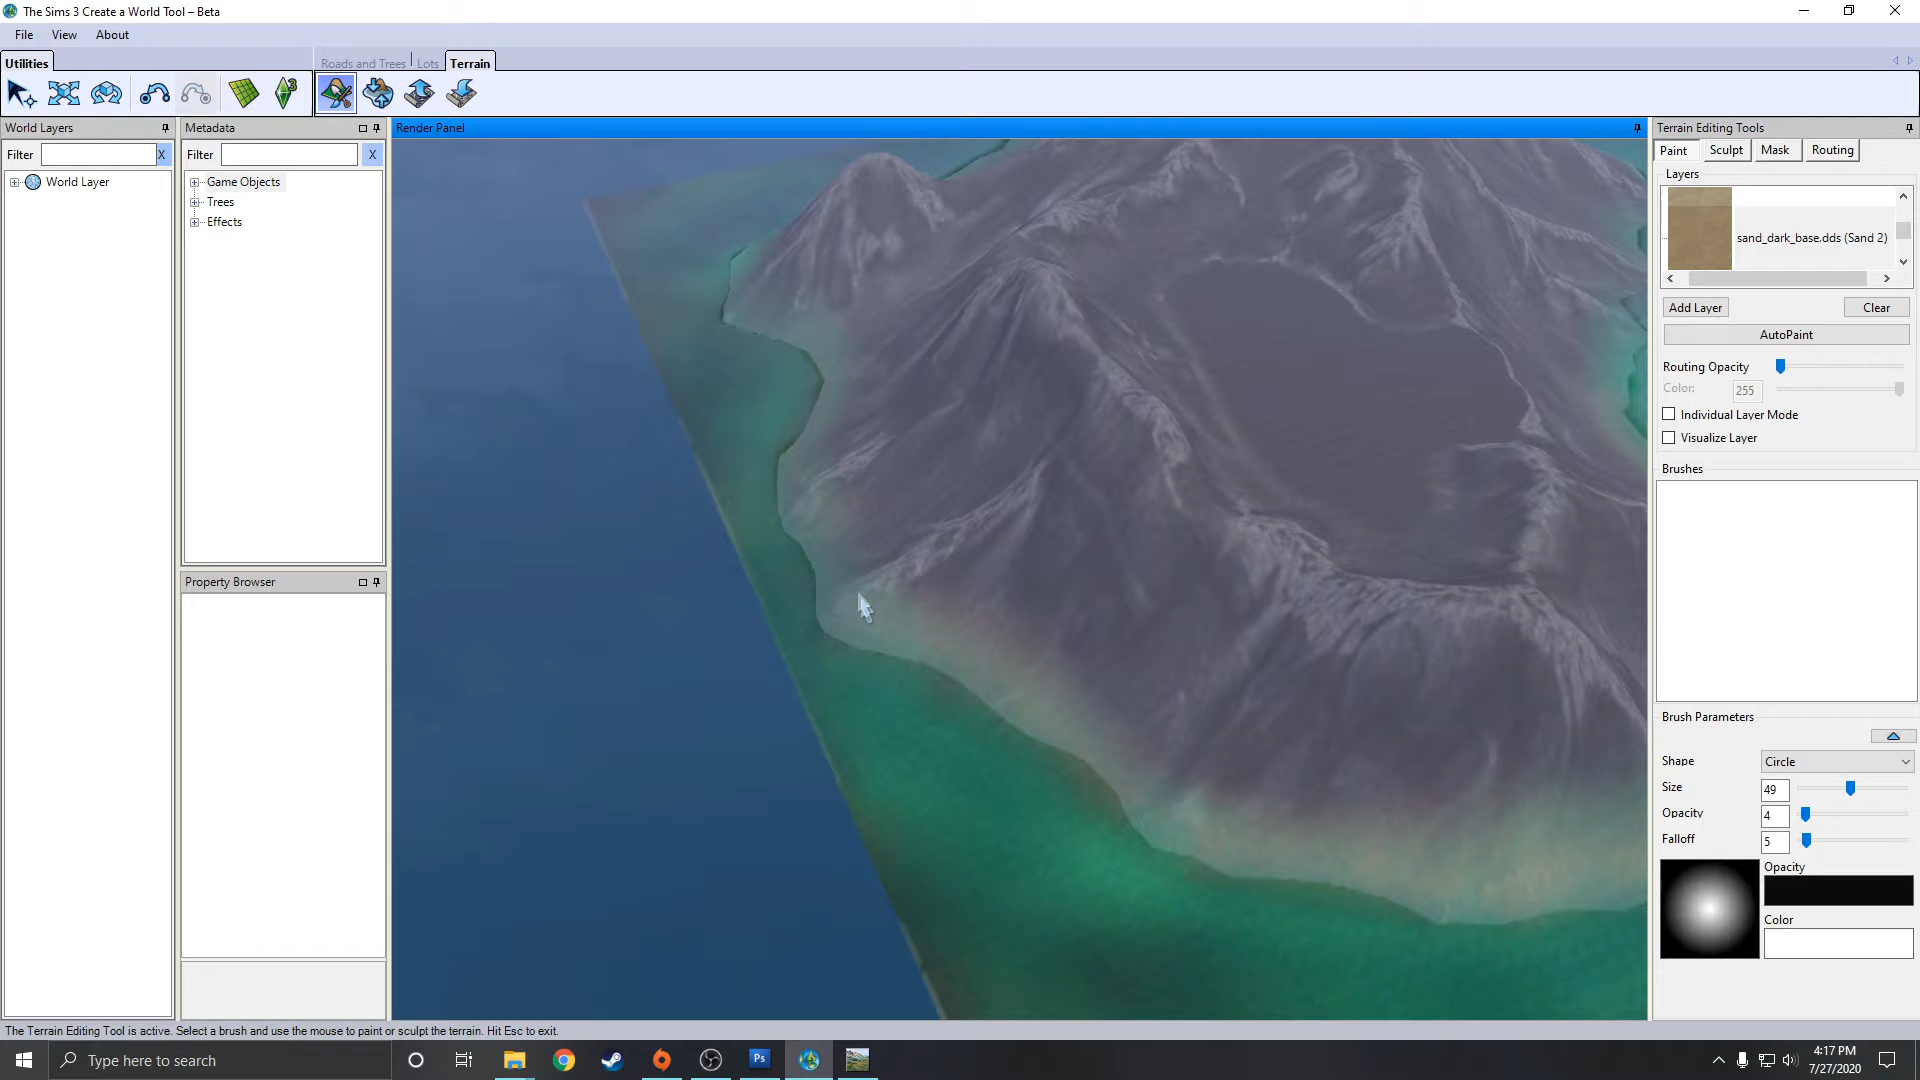 The Sims 3 Create a World Tool – Beta
File View About
Utilities Roads and Trees Lots Terrain
World Layers Metadata Render Panel Terrain Editing Tools
Filter X Filter X Paint Sculpt Mask Routing
Layers
World Layer Game Objects
Trees
Effects
sand_dark_base.dds (Sand 2)
Add Layer Clear
AutoPaint
Routing Opacity
Color: 255
Individual Layer Mode
Visualize Layer
Brushes
Property Browser
Brush Parameters
Shape Circle
Size 49
Opacity 4
Falloff 5
Opacity
Color
The Terrain Editing Tool is active. Select a brush and use the mouse to paint or sculpt the terrain. Hit Esc to exit.
Type here to search Ps 4:17 PM
7/27/2020